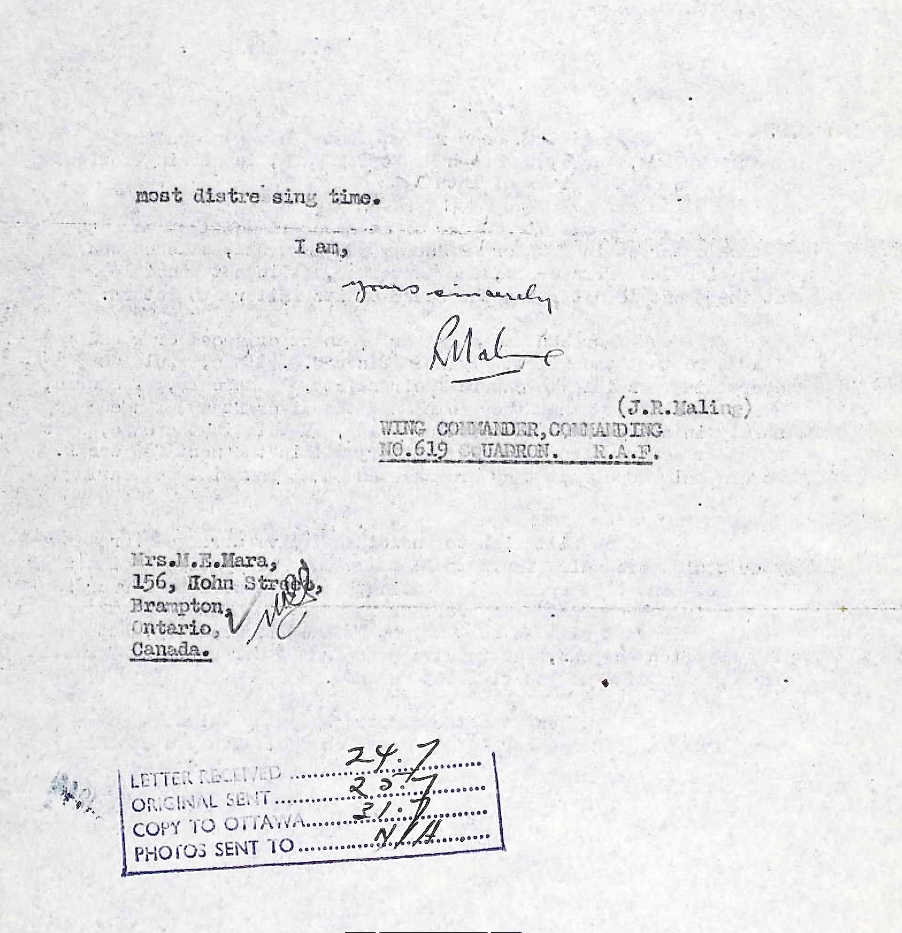 most distre sing time.
I am,
yours sincerely
RMaling
(J.R.Maling)
WING COMMANDER,COMMANDING
NO.619 SQUADRON. R.A.F.
Mrs.M.E.Mara,
156, John Street,
Brampton,
Ontario,
Canada.
LETTER RECEIVED 24.7
ORIGINAL SENT 25.7
COPY TO OTTAWA 31.7
PHOTOS SENT TO N/A